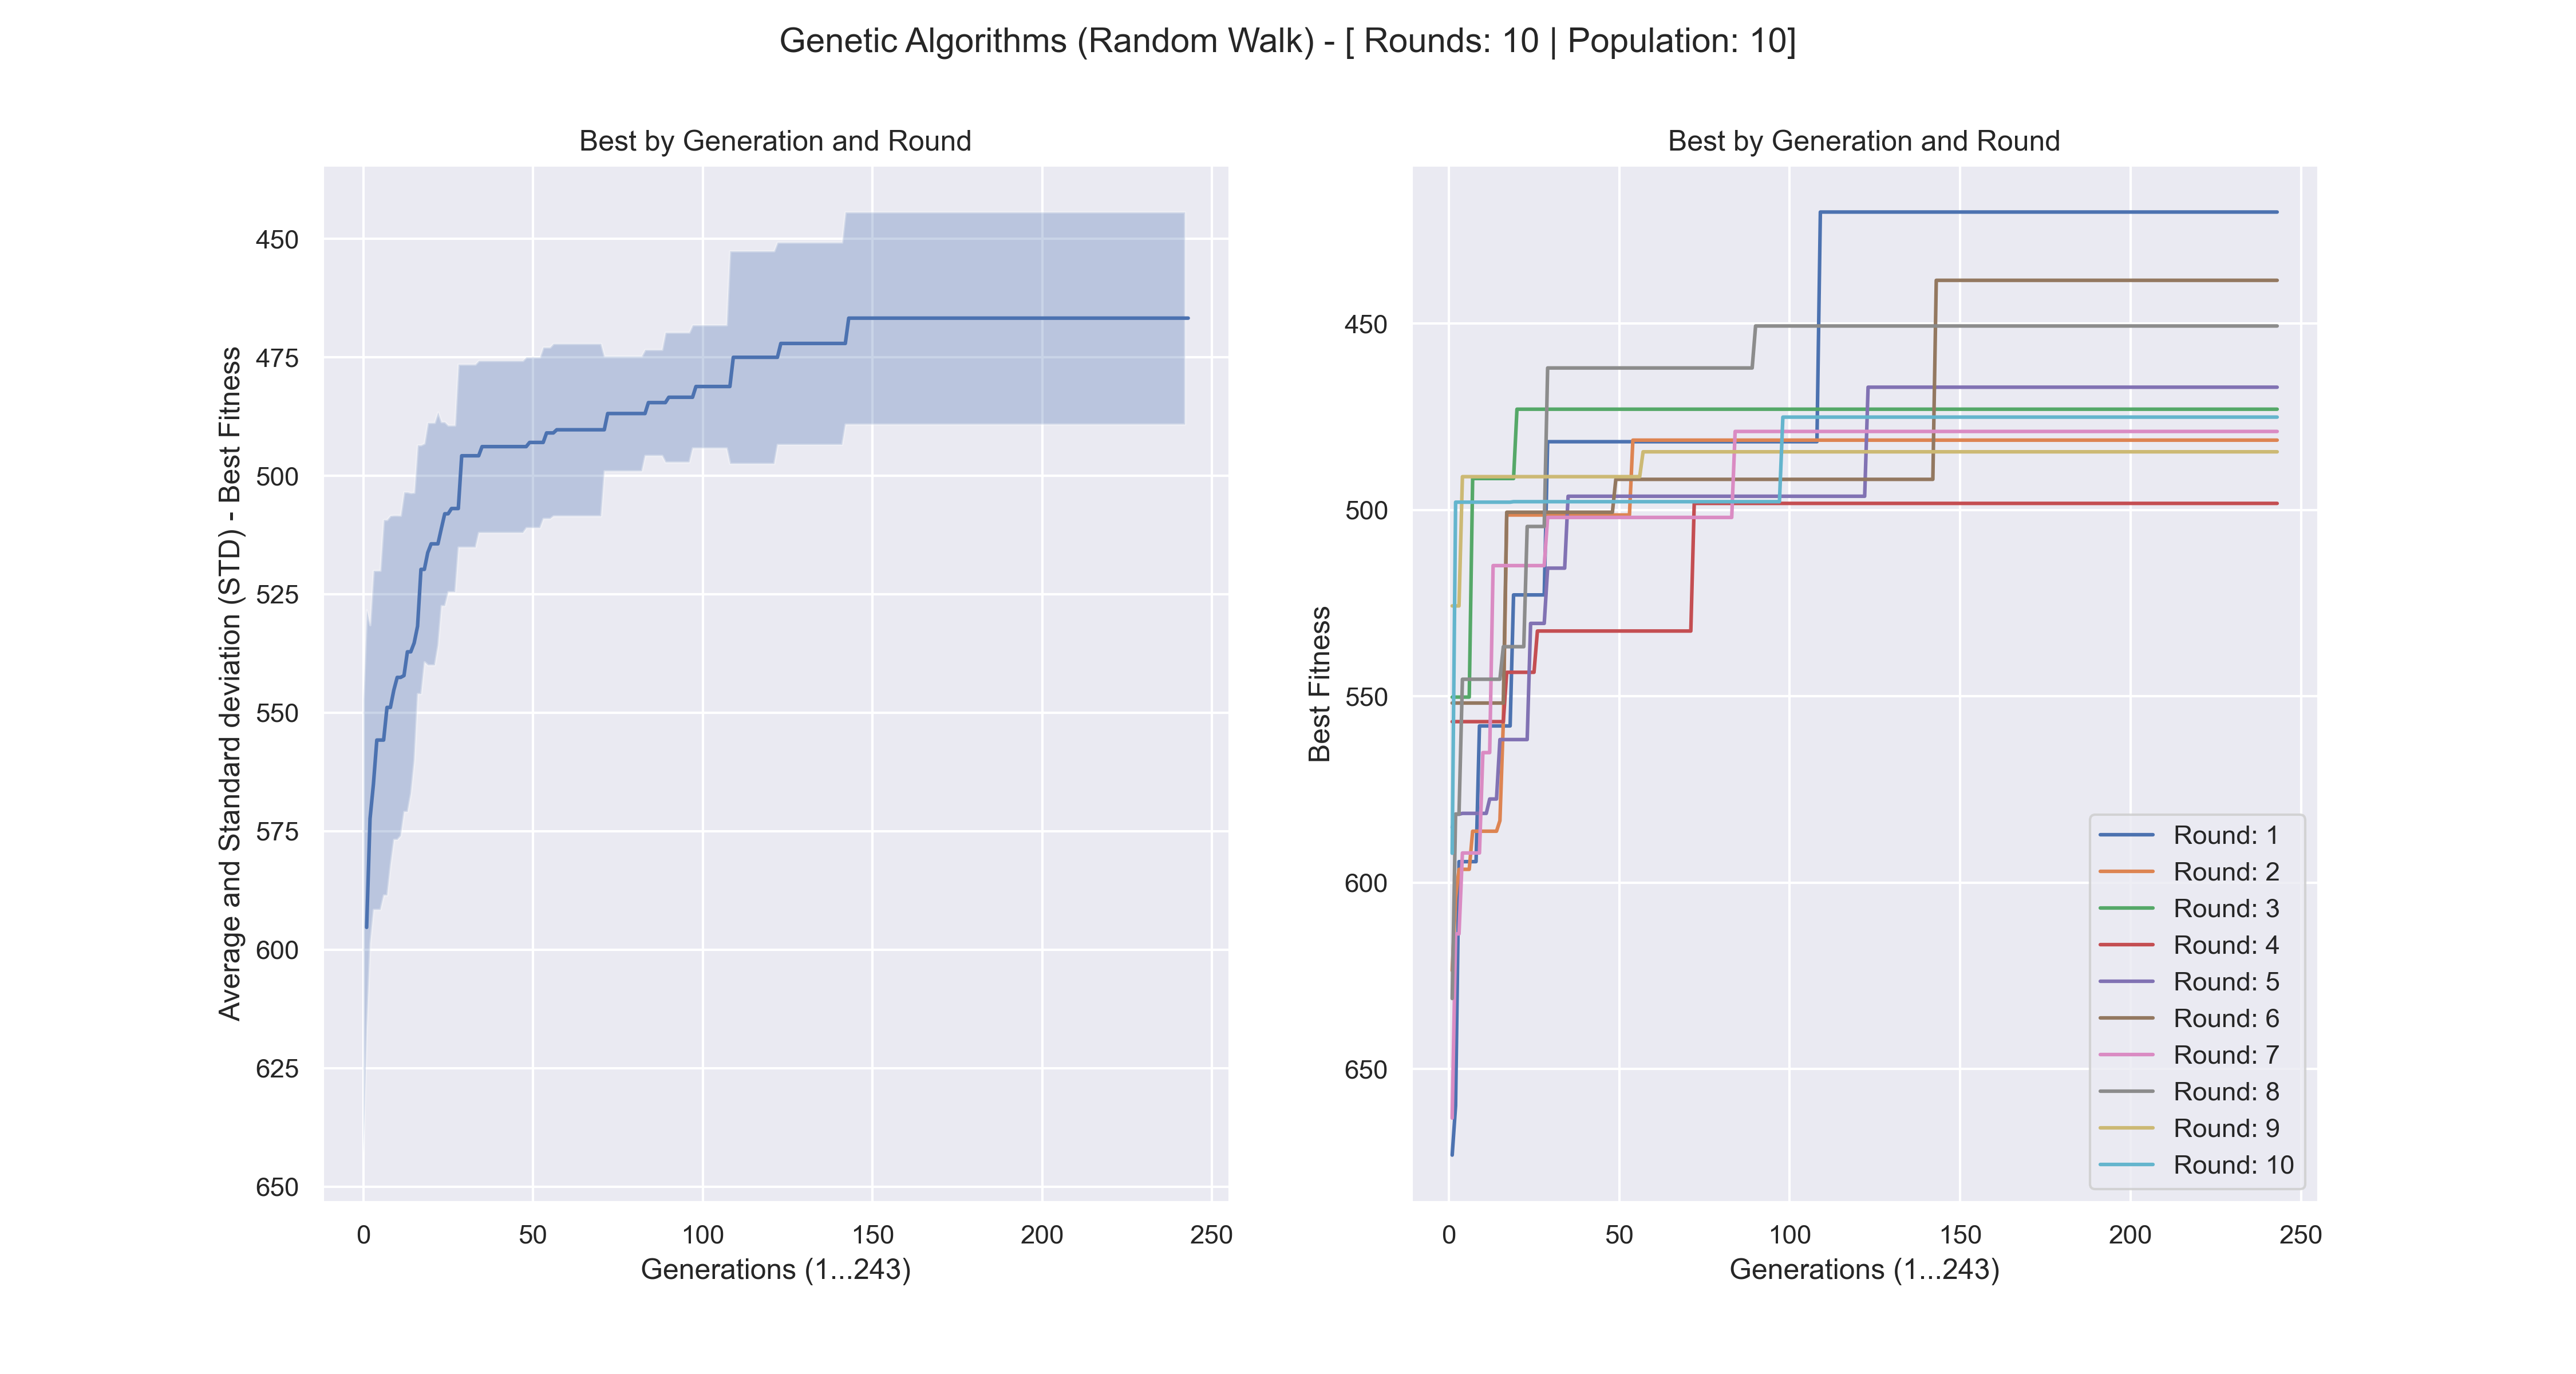 Genetic Algorithms (Random Walk) - [ Rounds: 10 | Population: 10]
Best by Generation and Round
Average and Standard deviation (STD) - Best Fitness
450
475
500
525
550
575
600
625
650
0 50 100 150 200 250
Generations (1...243)
Best by Generation and Round
Best Fitness
450
500
550
600
650
Round: 1
Round: 2
Round: 3
Round: 4
Round: 5
Round: 6
Round: 7
Round: 8
Round: 9
Round: 10
0 50 100 150 200 250
Generations (1...243)